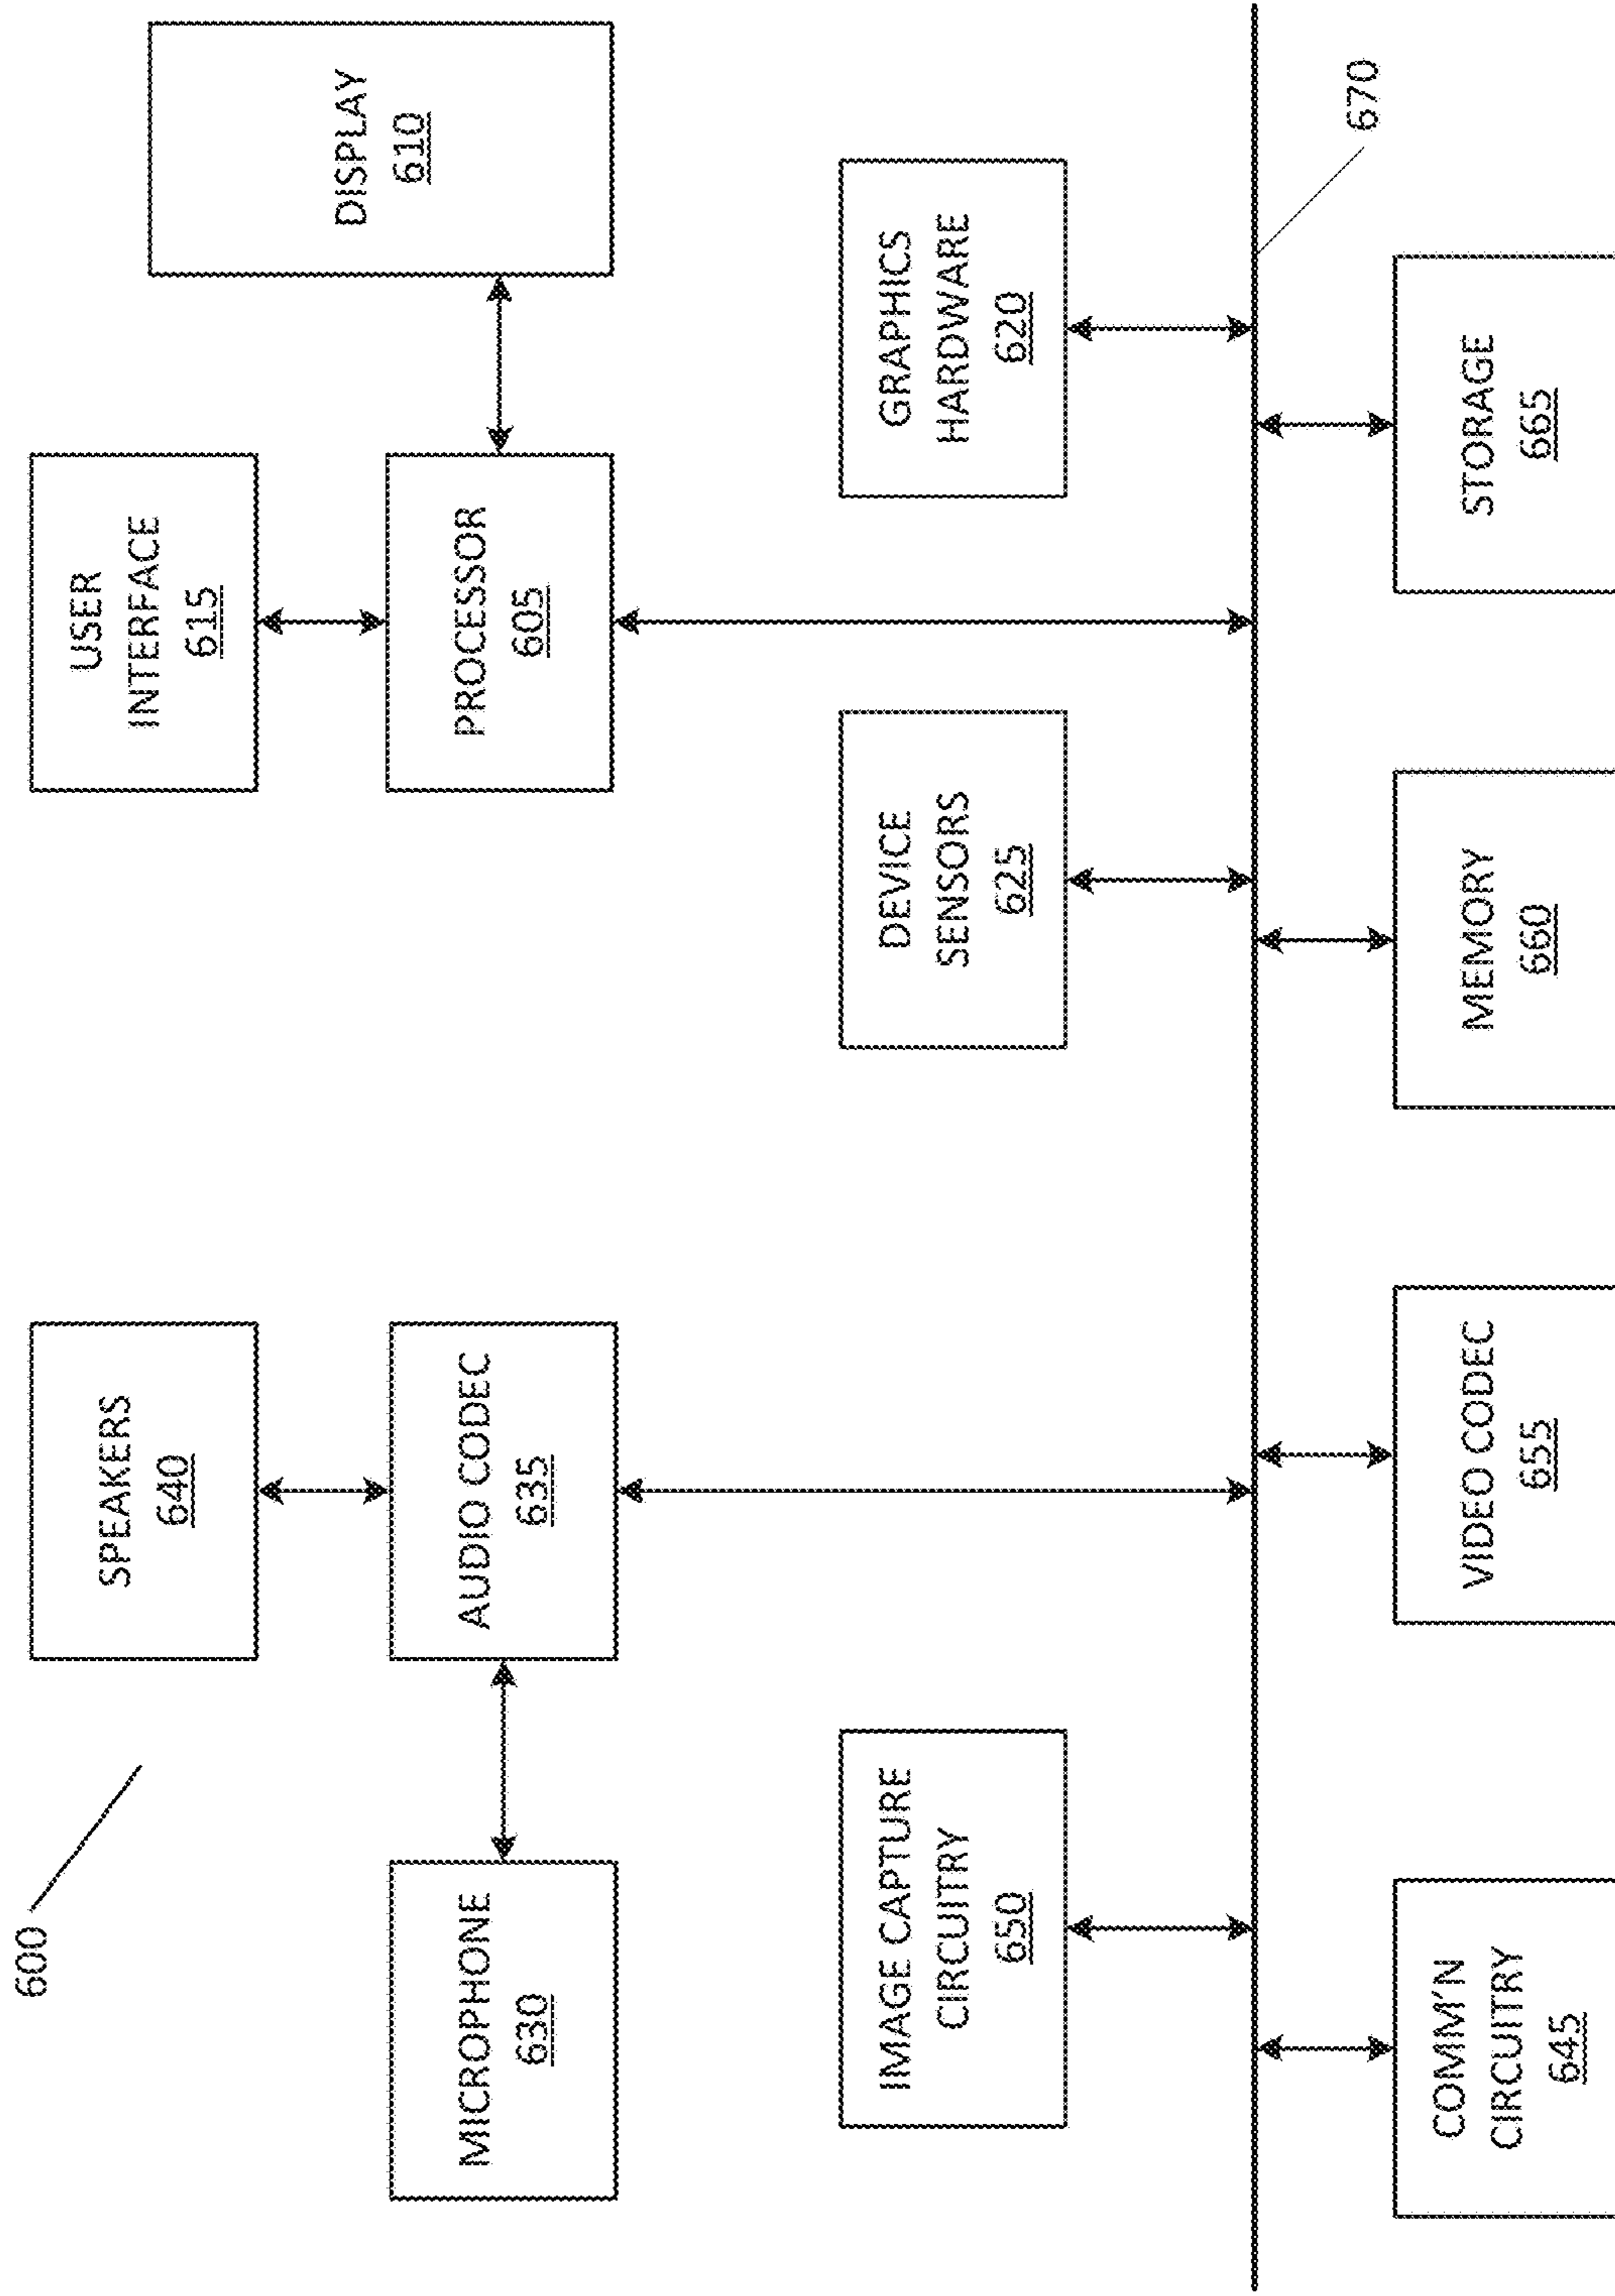 600
SPEAKERS
640
USER
INTERFACE
615
DISPLAY
610
MICROPHONE
630
AUDIO CODEC
635
PROCESSOR
605
IMAGE CAPTURE
CIRCUITRY
650
DEVICE
SENSORS
625
GRAPHICS
HARDWARE
620
670
COMM'N
CIRCUITRY
645
VIDEO CODEC
655
MEMORY
660
STORAGE
665